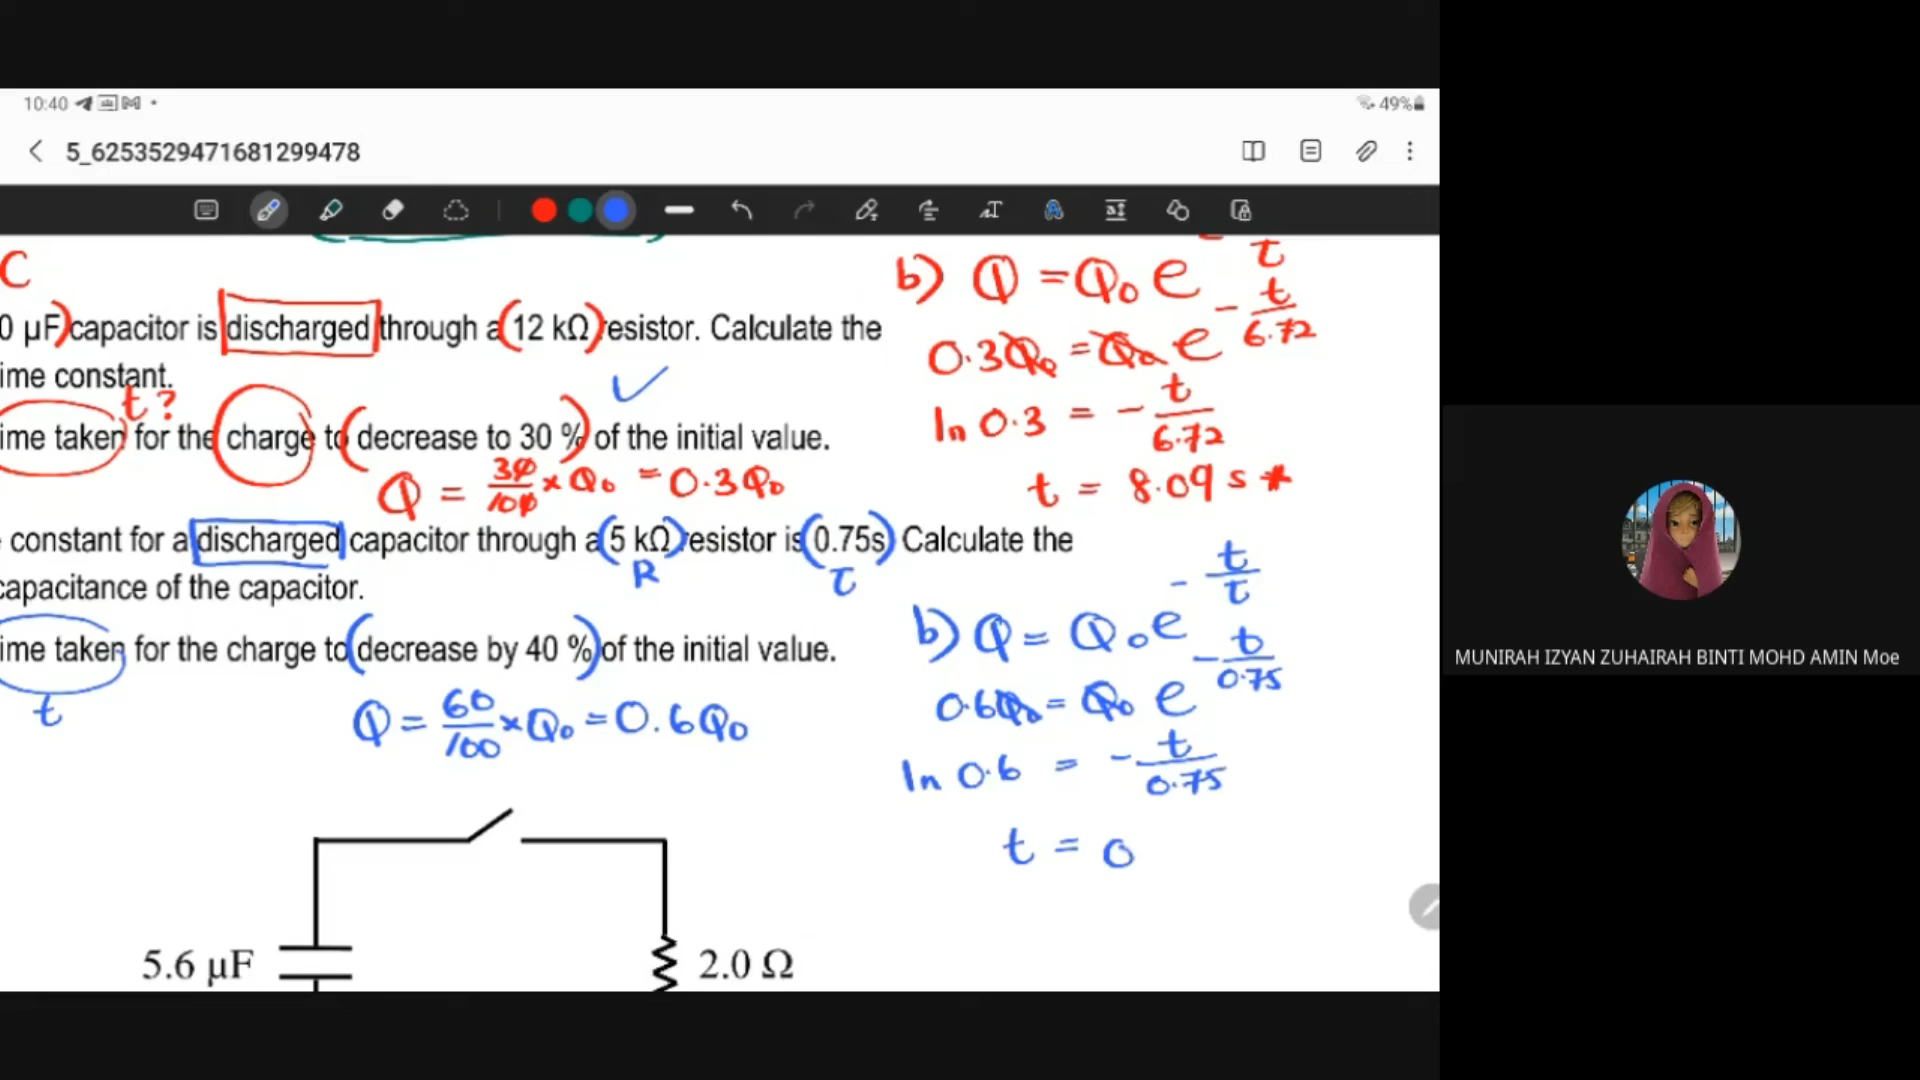 10:40
49%
5_6253529471681299478
C
b) Q = Q₀ e^(-t/τ)
0 µF) capacitor is discharged through a (12 kΩ) resistor. Calculate the
0.3Q₀ = Q₀ e^(-t/6.72)
ime constant.
t?
ln 0.3 = - t/6.72
ime taken for the charge to (decrease to 30 %) of the initial value.
Q = 30/100 × Q₀ = 0.3Q₀
t = 8.09 s *
constant for a discharged capacitor through a (5 kΩ) resistor is (0.75s) Calculate the
R
τ
capacitance of the capacitor.
b) Q = Q₀ e^(-t/τ)
ime taken for the charge to (decrease by 40 %) of the initial value.
t
0.6Q₀ = Q₀ e^(-t/0.75)
Q = 60/100 × Q₀ = 0.6Q₀
ln 0.6 = - t/0.75
t = 0
5.6 µF
2.0 Ω
MUNIRAH IZYAN ZUHAIRAH BINTI MOHD AMIN Moe